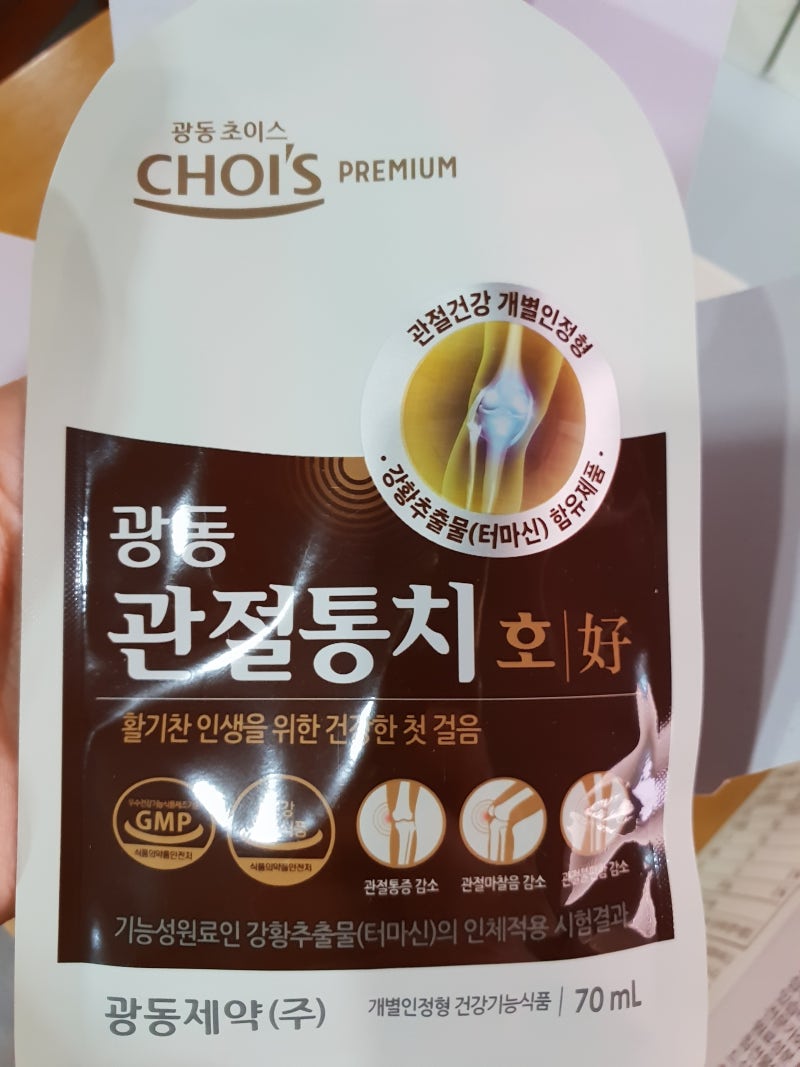 광동 초이스
CHOI'S PREMIUM
관절건강 개별인정형
· 강황추출물(터마신) 함유제품 ·
광동
관절통치 호|好
활기찬 인생을 위한 건강한 첫 걸음
GMP
식품의약품안전처
식품의약품안전처
관절통증 감소
관절마찰음 감소
감소
기능성원료인 강황추출물(터마신)의 인체적용 시험결과
광동제약(주)
개별인정형 건강기능식품 | 70 mL